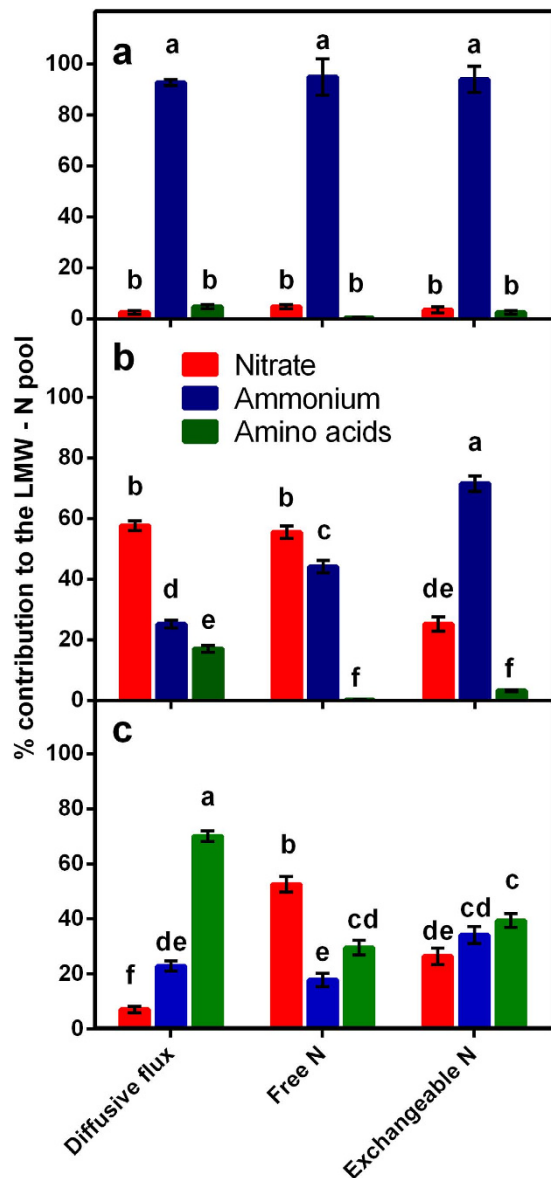 % contribution to the LMW - N pool
a
100
80
60
40
20
0
a a a
b b b b b b
b
Nitrate
Ammonium
Amino acids
100
80
60
40
20
0
b d e b c f de a f
c
100
80
60
40
20
0
f de a b e cd de cd c
Diffusive flux
Free N
Exchangeable N